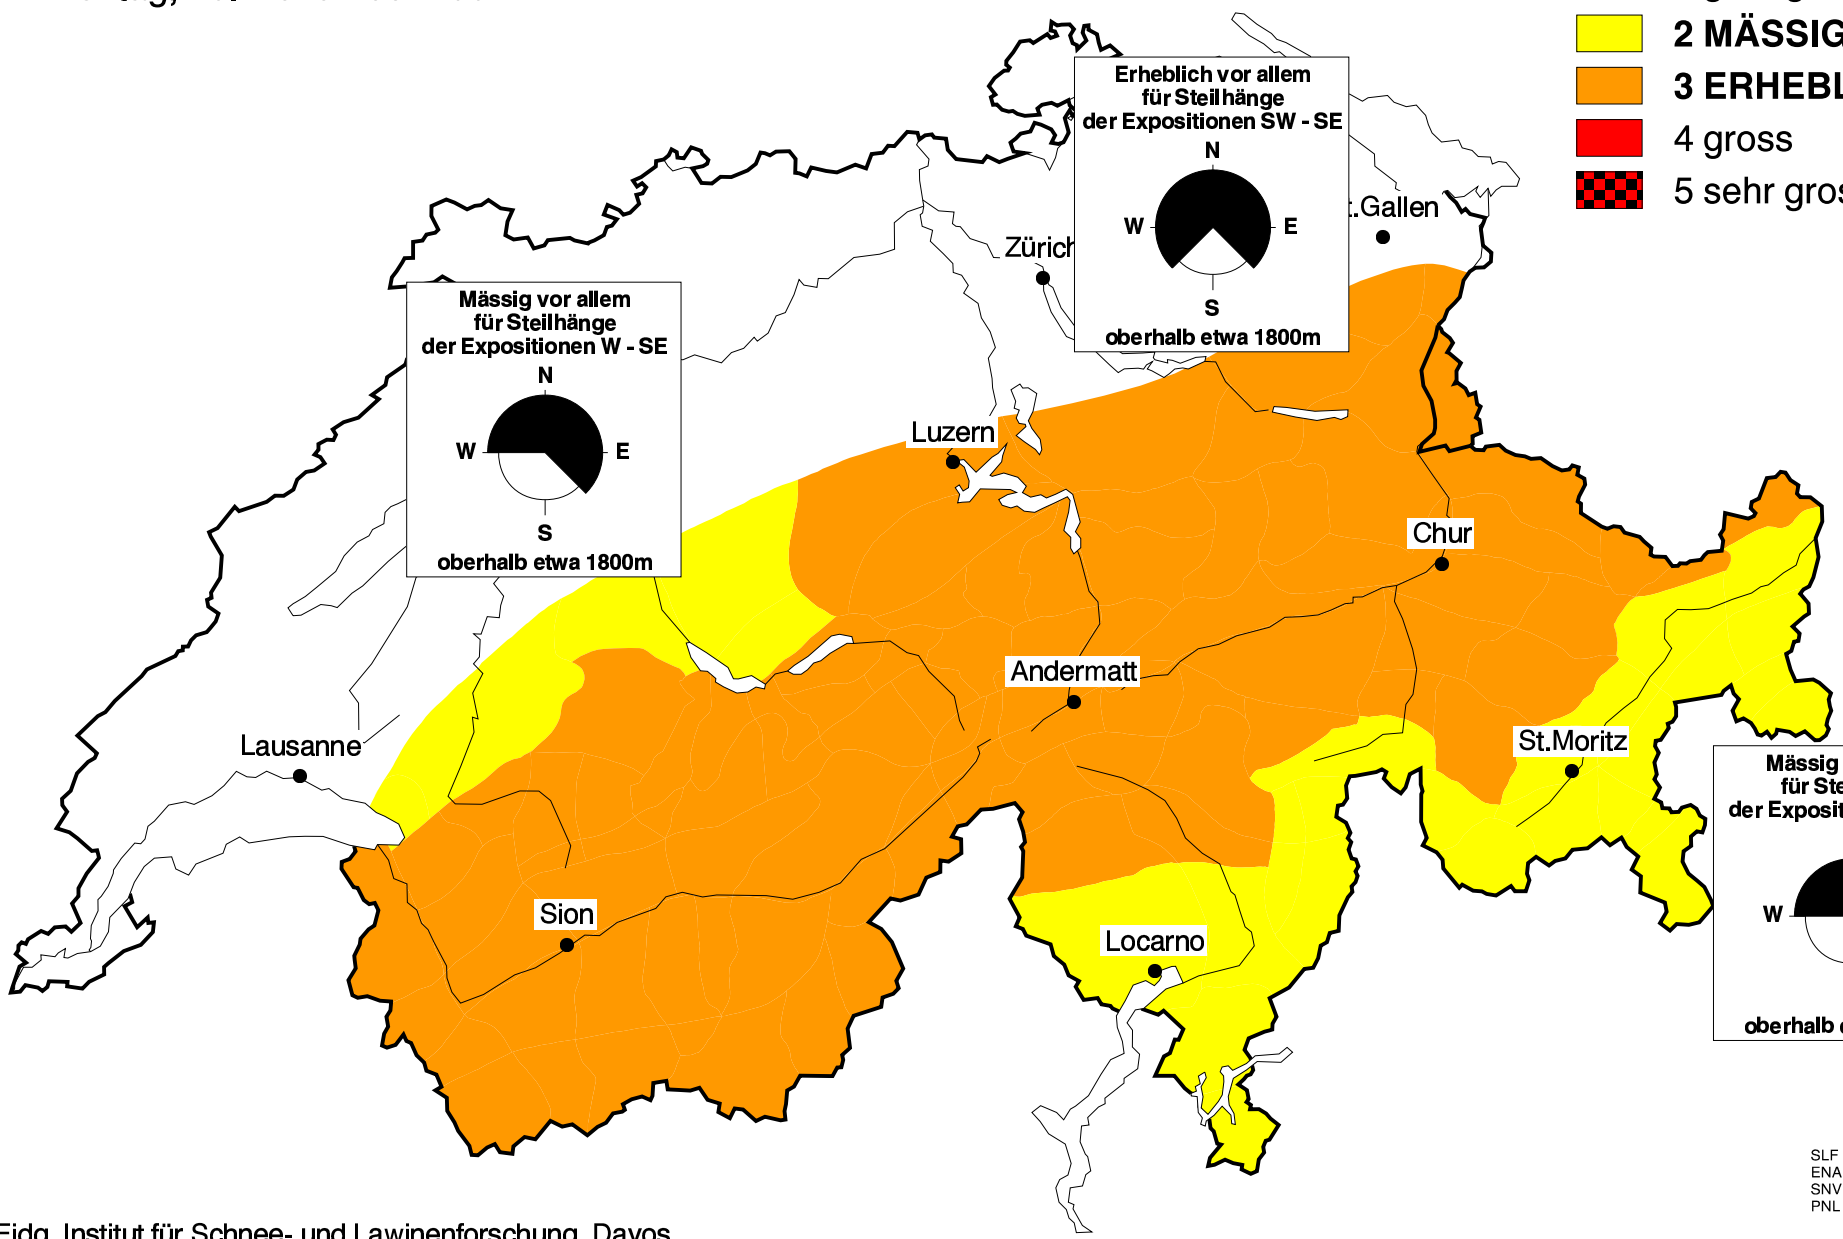 2 MÄSSIG
3 ERHEBL
4 gross
5 sehr gros
Erheblich vor allem
für Steilhänge
der Expositionen SW - SE
N
W
E
S
oberhalb etwa 1800m
t.Gallen
Zürich
Mässig vor allem
für Steilhänge
der Expositionen W - SE
N
W
E
S
oberhalb etwa 1800m
Luzern
Chur
Andermatt
Lausanne
St.Moritz
Mässig
für Ste
der Exposit
W
oberhalb
Sion
Locarno
SLF
ENA
SNV
PNL
Eidg. Institut für Schnee- und Lawinenforschung, Davos